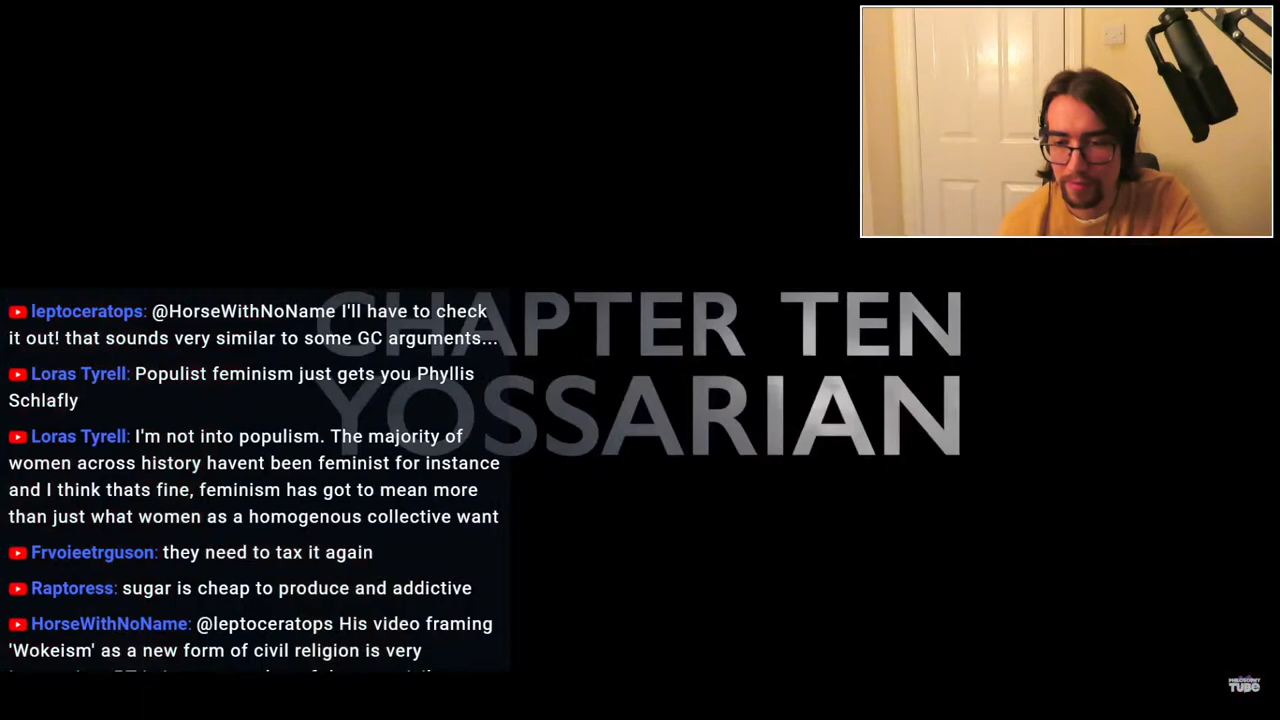 leptoceratops: @HorseWithNoName I'll have to check
it out! that sounds very similar to some GC arguments...
Loras Tyrell: Populist feminism just gets you Phyllis
Schlafly
Loras Tyrell: I'm not into populism. The majority of
women across history havent been feminist for instance
and I think thats fine, feminism has got to mean more
than just what women as a homogenous collective want
Frvoieetrguson: they need to tax it again
Raptoress: sugar is cheap to produce and addictive
HorseWithNoName: @leptoceratops His video framing
'Wokeism' as a new form of civil religion is very
CHAPTER TEN
YOSSARIAN
PHILOSOPHY
TUBE